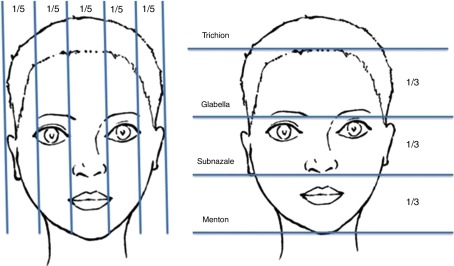 1/5 1/5 1/5 1/5 1/5
Trichion
1/3
Glabella
1/3
Subnazale
1/3
Menton